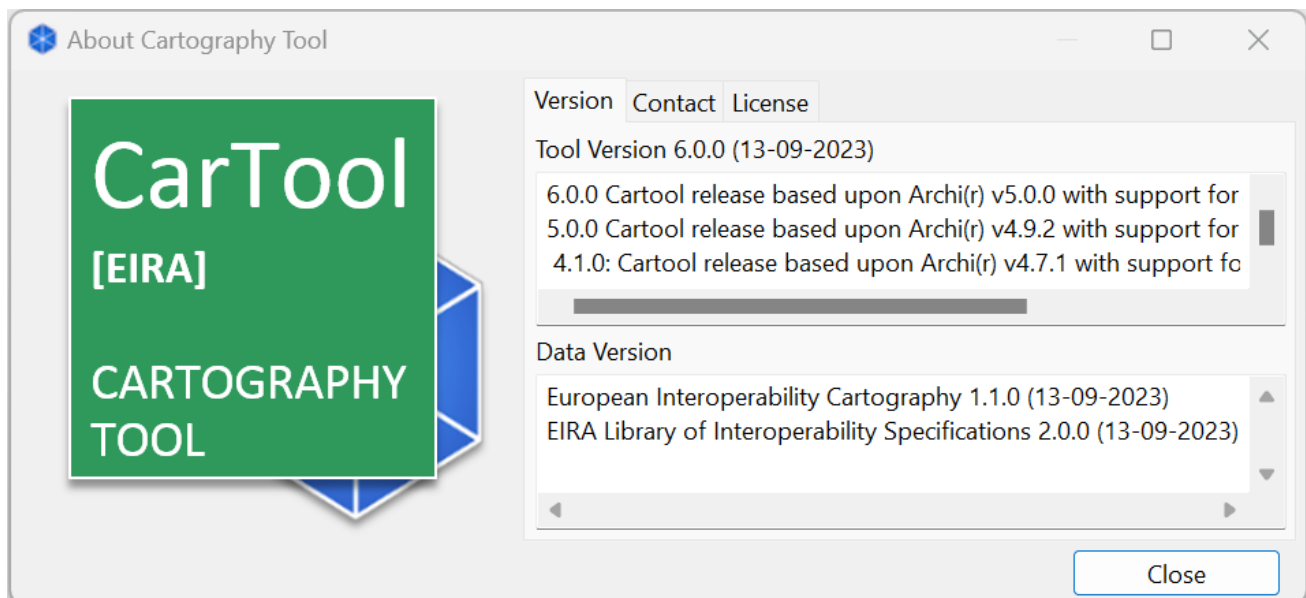 About Cartography Tool
CarTool
[EIRA]
CARTOGRAPHY
TOOL
Version Contact License
Tool Version 6.0.0 (13-09-2023)
6.0.0 Cartool release based upon Archi(r) v5.0.0 with support for
5.0.0 Cartool release based upon Archi(r) v4.9.2 with support for
4.1.0: Cartool release based upon Archi(r) v4.7.1 with support fo
Data Version
European Interoperability Cartography 1.1.0 (13-09-2023)
EIRA Library of Interoperability Specifications 2.0.0 (13-09-2023)
Close